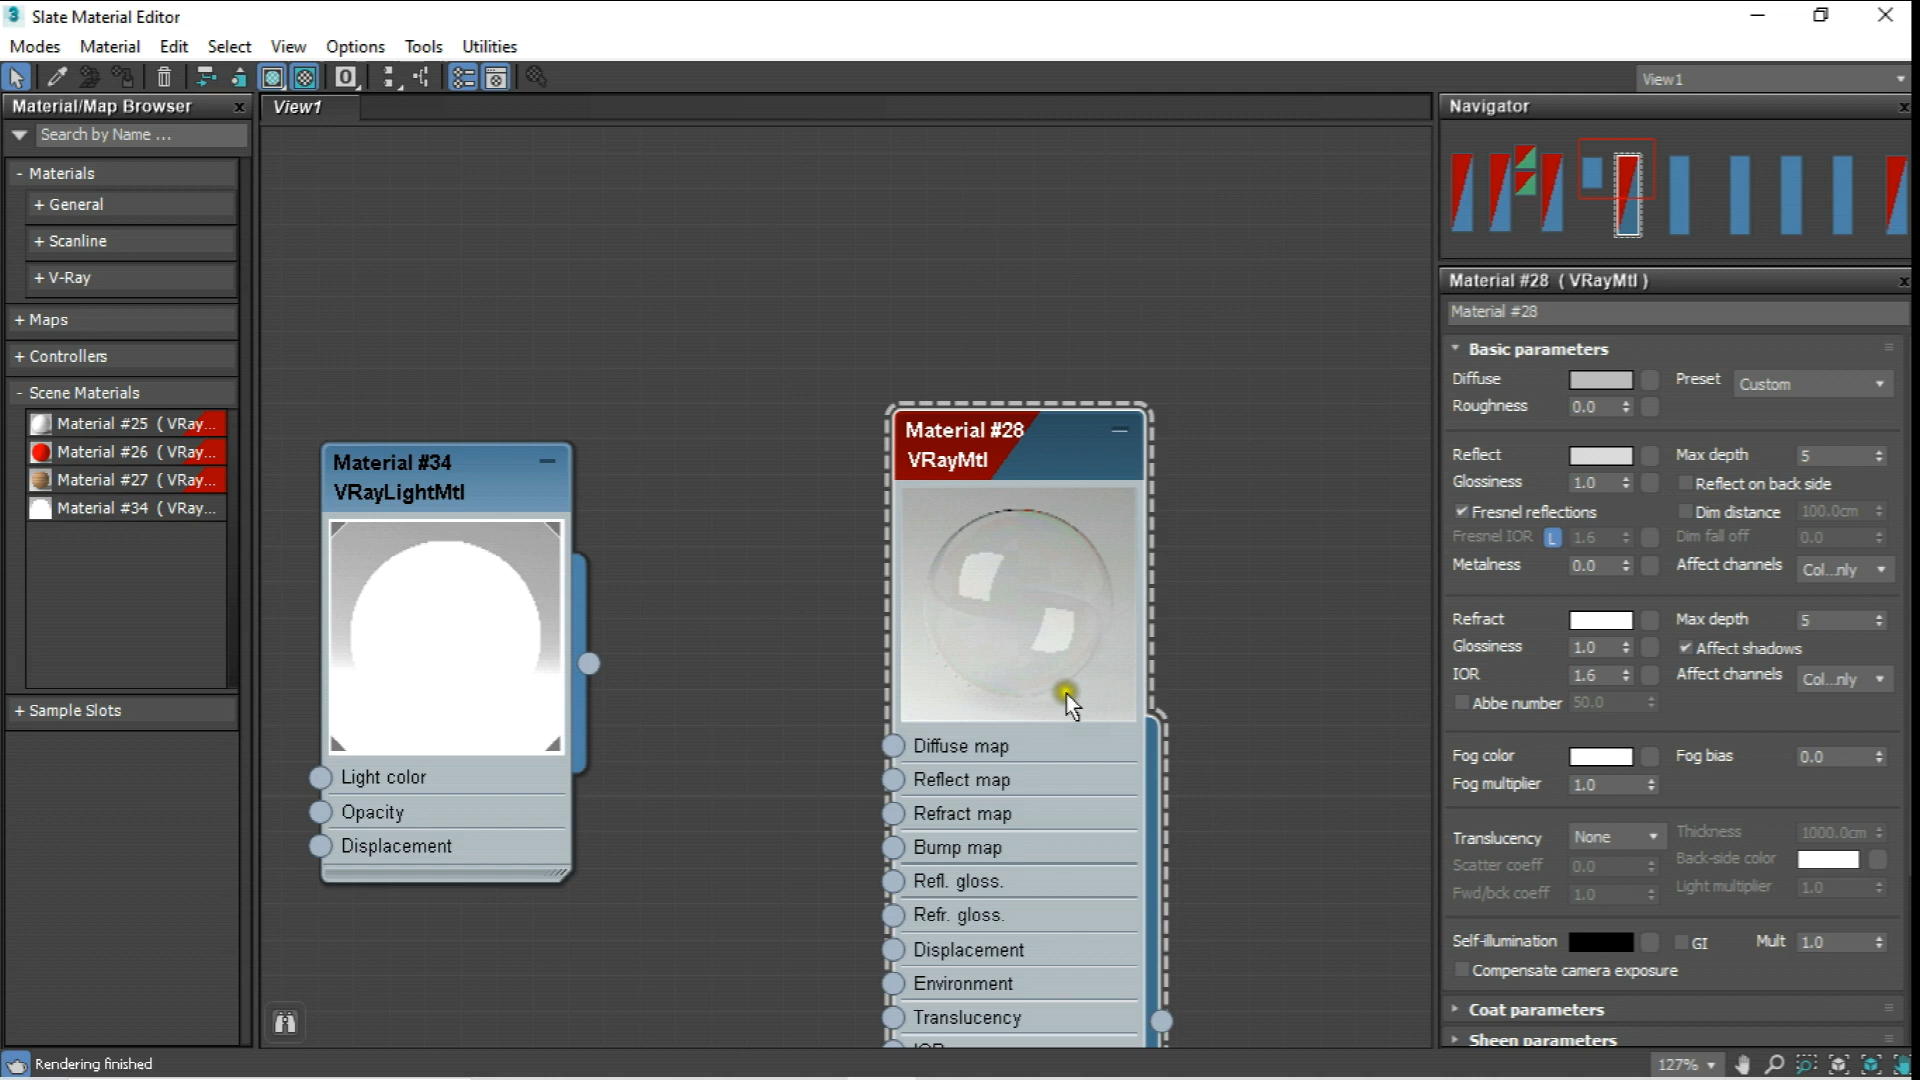 3 Slate Material Editor
Modes Material Edit Select View Options Tools Utilities
0
View1
Material/Map Browser x
Search by Name ...
- Materials
+ General
+ Scanline
+ V-Ray
+ Maps
+ Controllers
- Scene Materials
Material #25 ( VRay...
Material #26 ( VRay...
Material #27 ( VRay...
Material #34 ( VRay...
+ Sample Slots
View1
Material #34
VRayLightMtl
Light color
Opacity
Displacement
Material #28
VRayMtl
Diffuse map
Reflect map
Refract map
Bump map
Refl. gloss.
Refr. gloss.
Displacement
Environment
Translucency
IOR
Navigator x
Material #28 ( VRayMtl ) x
Material #28
Basic parameters
Diffuse Preset Custom
Roughness 0.0
Reflect Max depth 5
Glossiness 1.0 Reflect on back side
Fresnel reflections Dim distance 100.0cm
Fresnel IOR L 1.6 Dim fall off 0.0
Metalness 0.0 Affect channels Col...nly
Refract Max depth 5
Glossiness 1.0 Affect shadows
IOR 1.6 Affect channels Col...nly
Abbe number 50.0
Fog color Fog bias 0.0
Fog multiplier 1.0
Translucency None Thickness 1000.0cm
Scatter coeff 0.0 Back-side color
Fwd/bck coeff 1.0 Light multiplier 1.0
Self-illumination GI Mult 1.0
Compensate camera exposure
Coat parameters
Sheen parameters
Rendering finished
127%